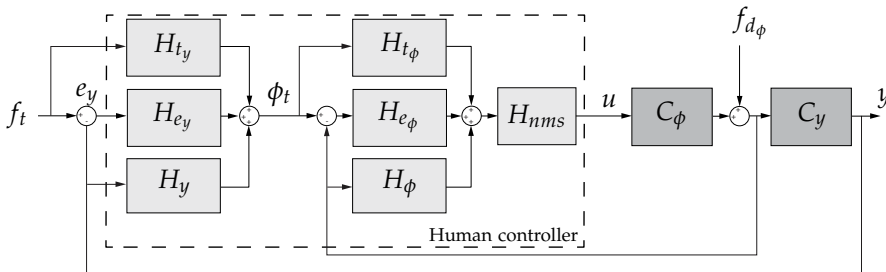 f_{d_ϕ}
H_{t_y}
H_{t_ϕ}
e_y
ϕ_t
u
y
f_t
H_{e_y}
H_{e_ϕ}
H_{nms}
C_ϕ
C_y
H_y
H_ϕ
Human controller